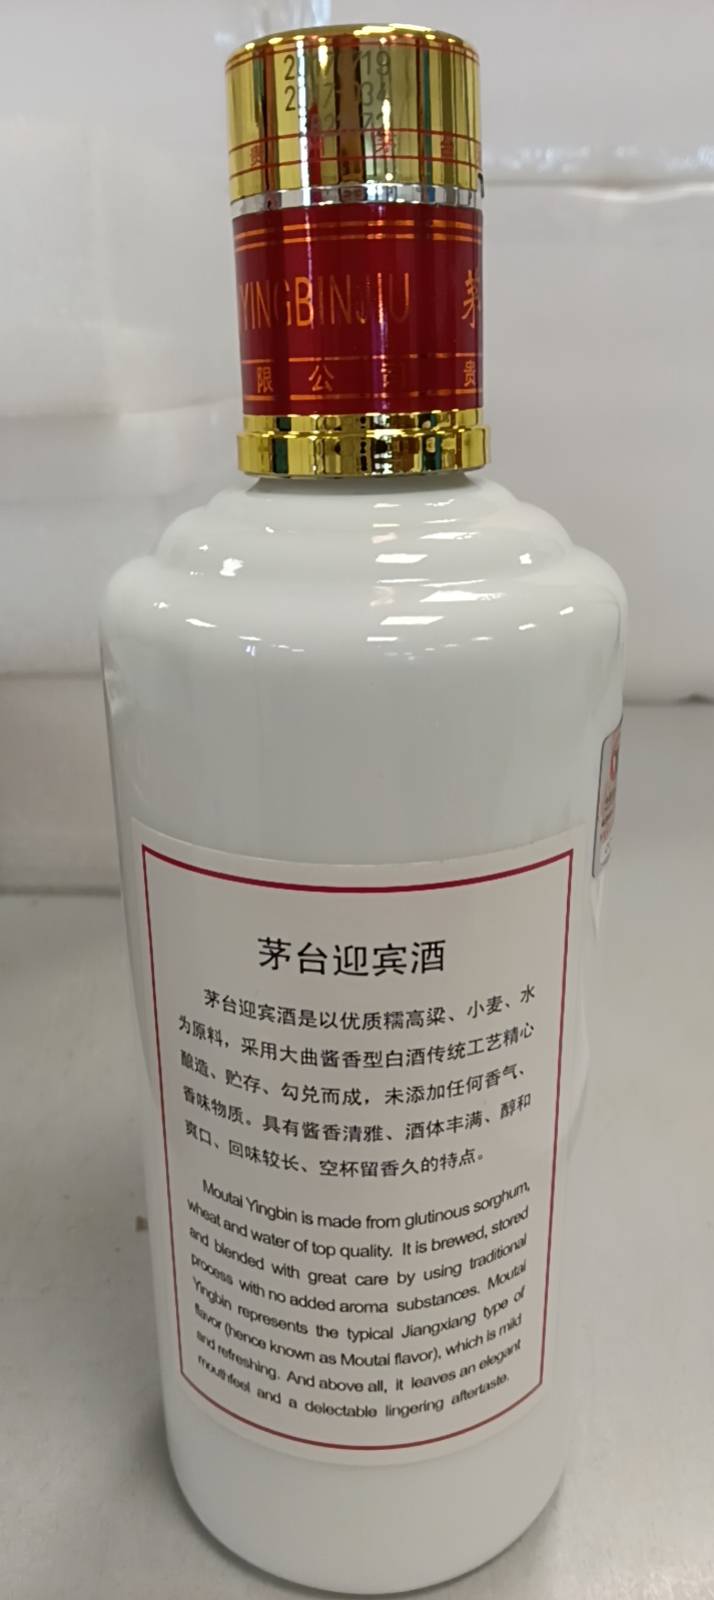 YINGBINJIU 茅
限公司 贵
茅台迎宾酒
茅台迎宾酒是以优质糯高粱、小麦、水
为原料，采用大曲酱香型白酒传统工艺精心
酿造、贮存、勾兑而成，未添加任何香气、
香味物质。具有酱香清雅、酒体丰满、醇和
爽口、回味较长、空杯留香久的特点。
Moutai Yingbin is made from glutinous sorghum,
wheat and water of top quality. It is brewed, stored
and blended with great care by using traditional
process with no added aroma substances. Moutai
Yingbin represents the typical Jiangxiang type of
flavor (hence known as Moutai flavor), which is mild
and refreshing. And above all, it leaves an elegant
mouthfeel and a delectable lingering aftertaste.